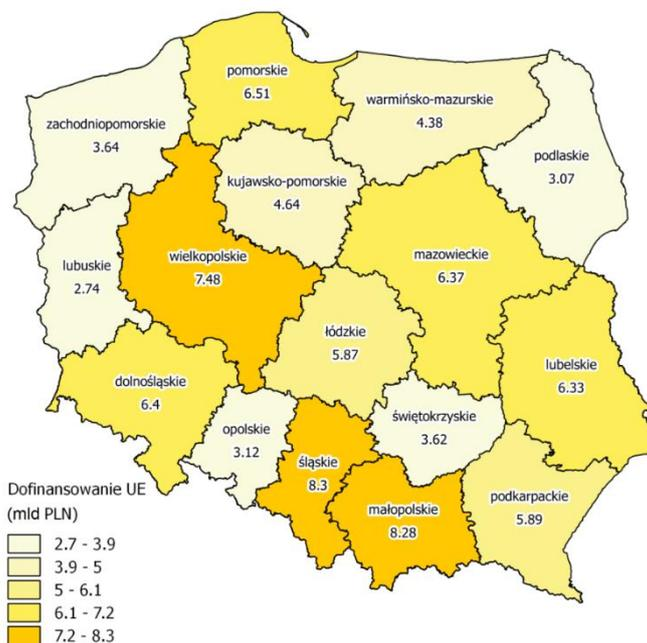 pomorskie
6.51
warmińsko-mazurskie
4.38
zachodniopomorskie
3.64
podlaskie
3.07
kujawsko-pomorskie
4.64
wielkopolskie
7.48
mazowieckie
6.37
lubuskie
2.74
łódzkie
5.87
lubelskie
6.33
dolnośląskie
6.4
opolskie
3.12
świętokrzyskie
3.62
śląskie
8.3
małopolskie
8.28
podkarpackie
5.89
Dofinansowanie UE
(mld PLN)
2.7 - 3.9
3.9 - 5
5 - 6.1
6.1 - 7.2
7.2 - 8.3